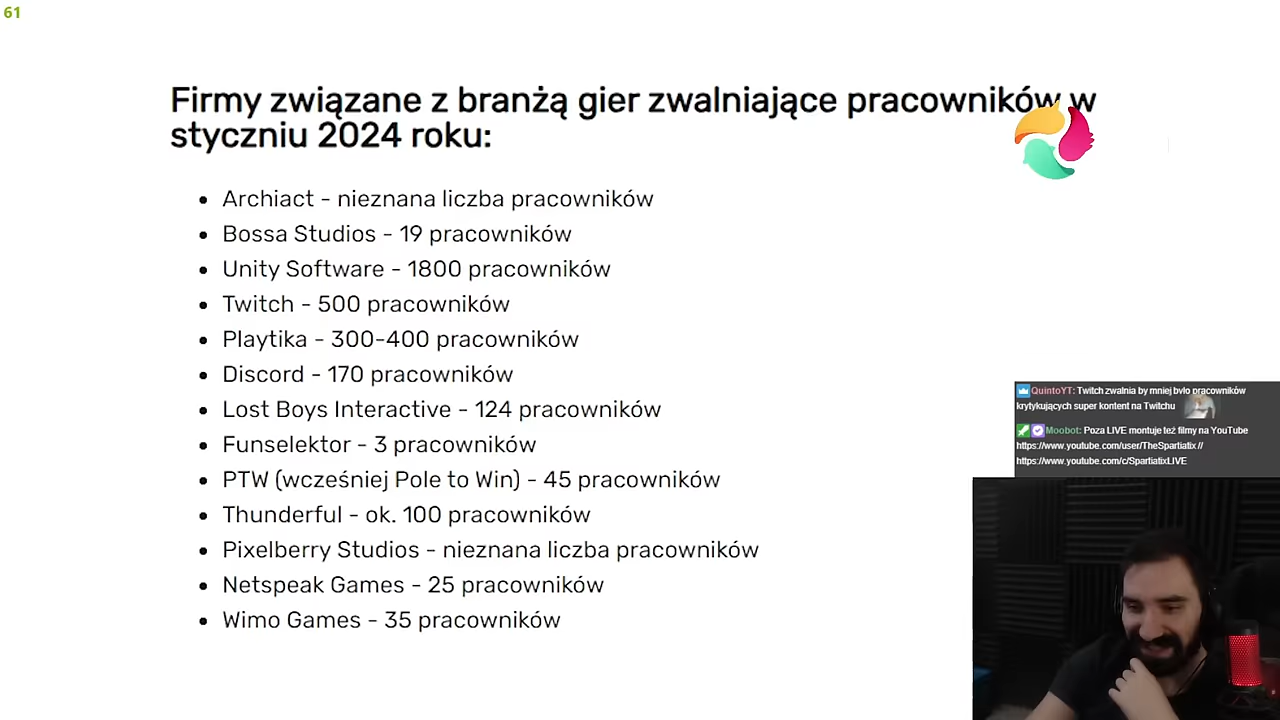 61
Firmy związane z branżą gier zwalniające pracowników w
styczniu 2024 roku:
Archiact - nieznana liczba pracowników
Bossa Studios - 19 pracowników
Unity Software - 1800 pracowników
Twitch - 500 pracowników
Playtika - 300-400 pracowników
Discord - 170 pracowników
Lost Boys Interactive - 124 pracowników
Funselektor - 3 pracowników
PTW (wcześniej Pole to Win) - 45 pracowników
Thunderful - ok. 100 pracowników
Pixelberry Studios - nieznana liczba pracowników
Netspeak Games - 25 pracowników
Wimo Games - 35 pracowników
QuintoYT: Twitch zwalnia by mniej było pracowników
krytykujących super kontent na Twitchu
Moobot: Poza LIVE montuje też filmy na YouTube
https://www.youtube.com/user/TheSpartiatix //
https://www.youtube.com/c/SpartiatixLIVE